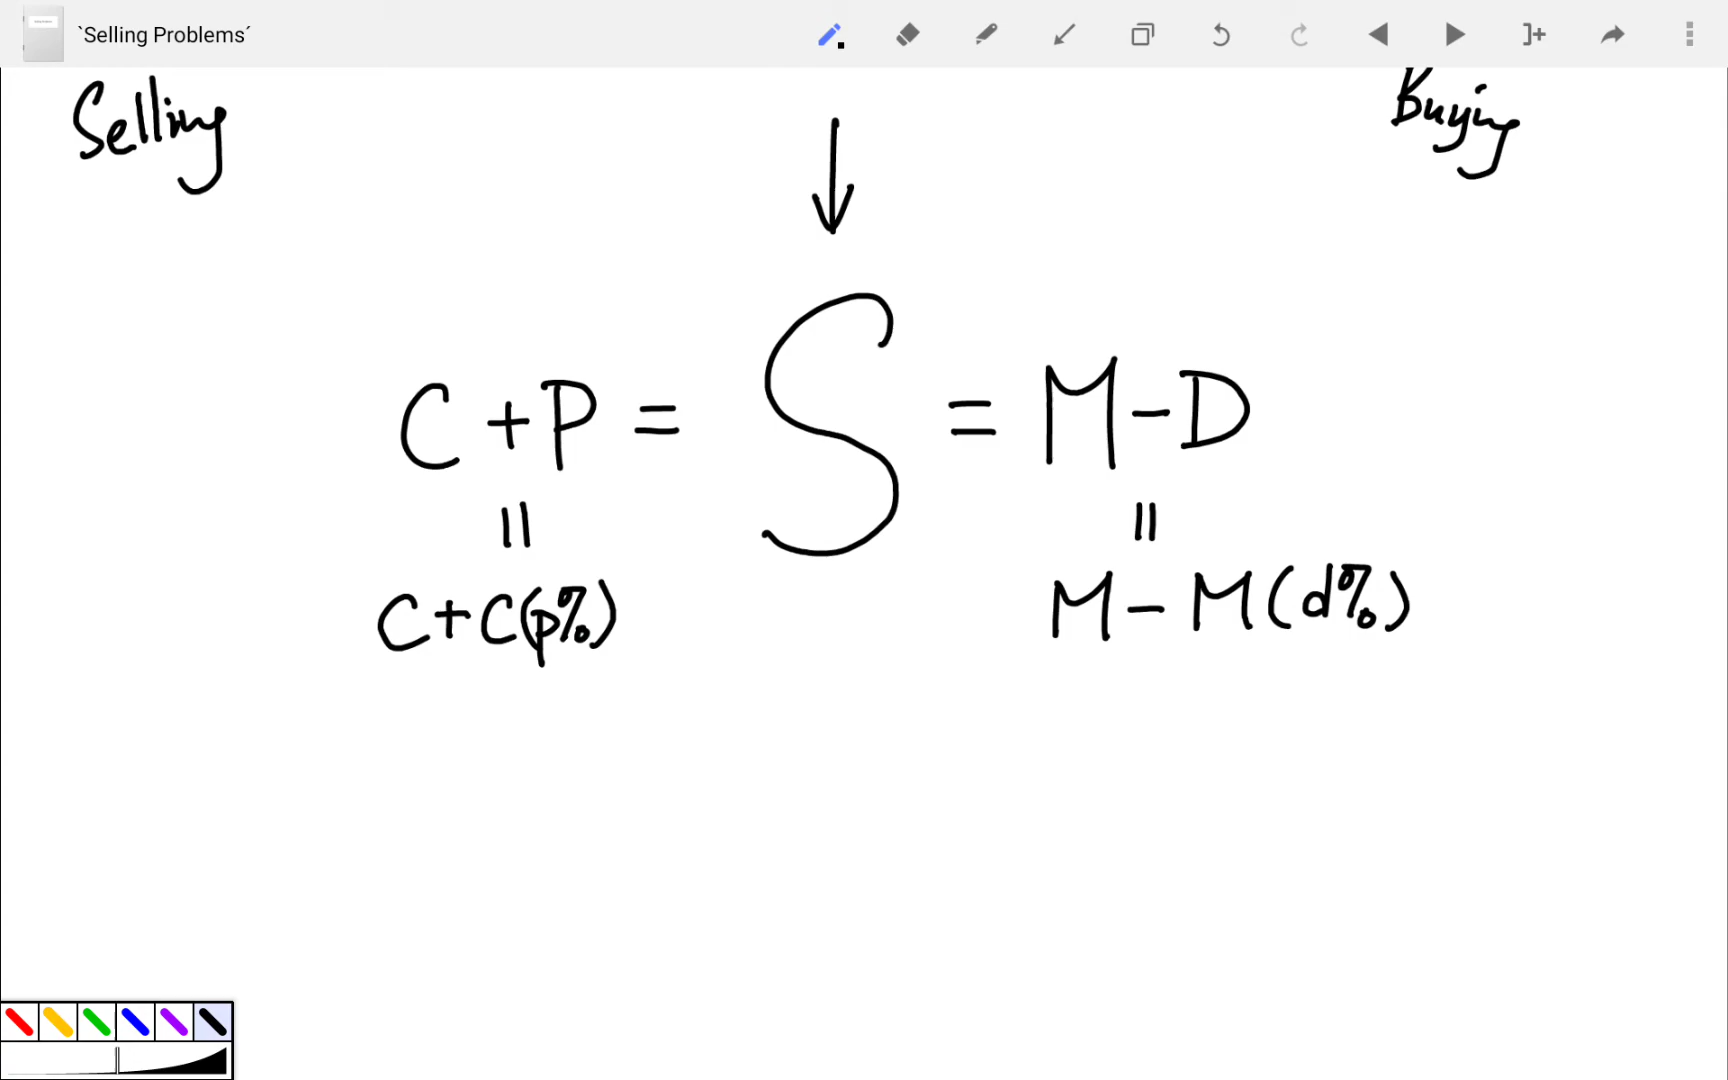 `Selling Problems´
Selling
Buying
C + P = S = M - D
C + C(p%)
M - M(d%)